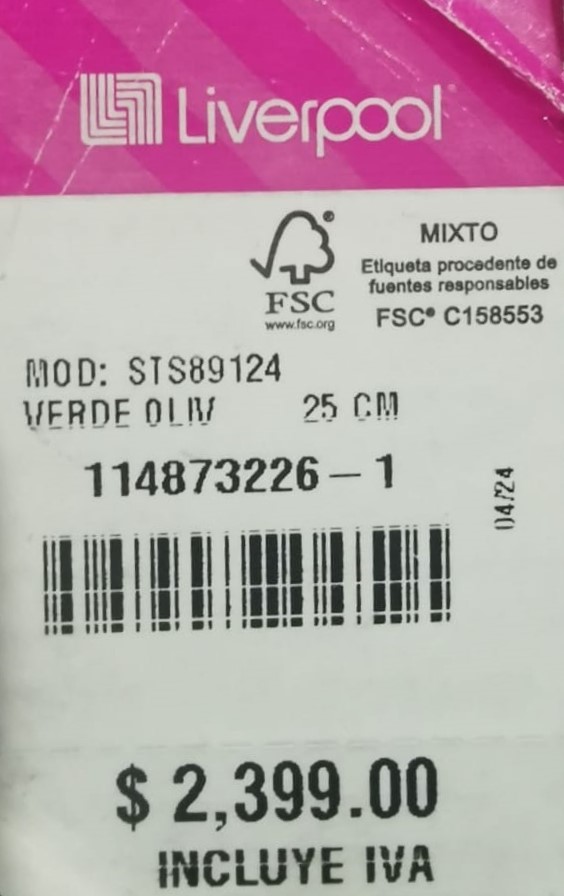 Liverpool
MIXTO
Etiqueta procedente de
fuentes responsables
FSC® C158553
FSC
www.fsc.org
MOD: STS89124
VERDE OLIV 25 CM
114873226-1
04/24
$ 2,399.00
INCLUYE IVA